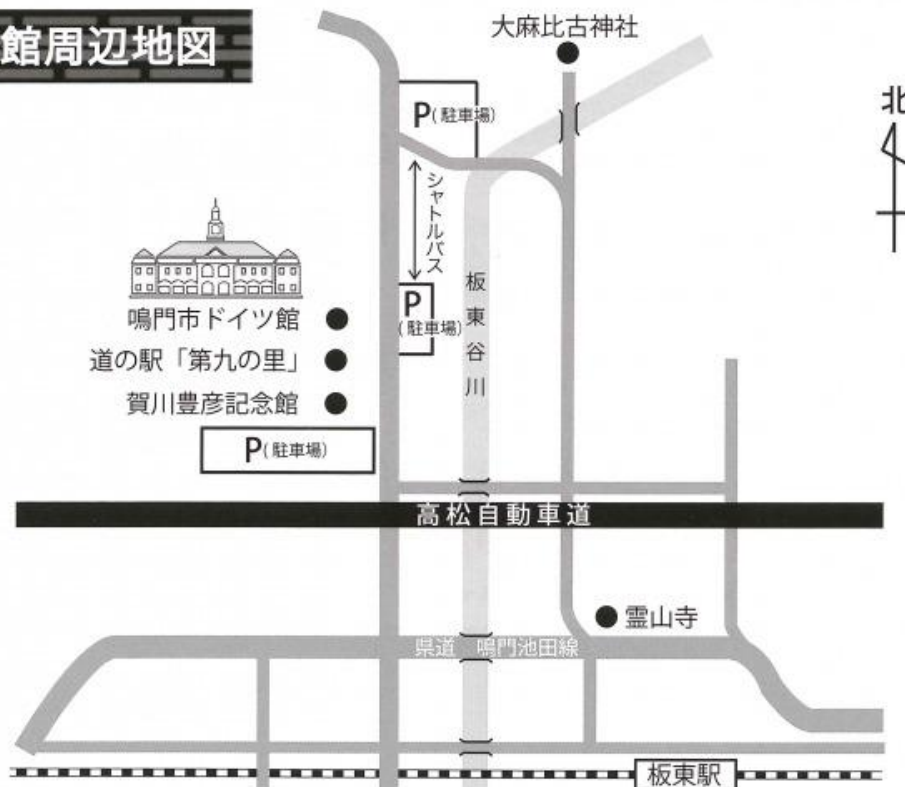 館周辺地図
大麻比古神社
北
P(駐車場)
シャトルバス
P
(駐車場)
板東谷川
鳴門市ドイツ館
道の駅「第九の里」
賀川豊彦記念館
P(駐車場)
高松自動車道
霊山寺
県道 鳴門池田線
板東駅